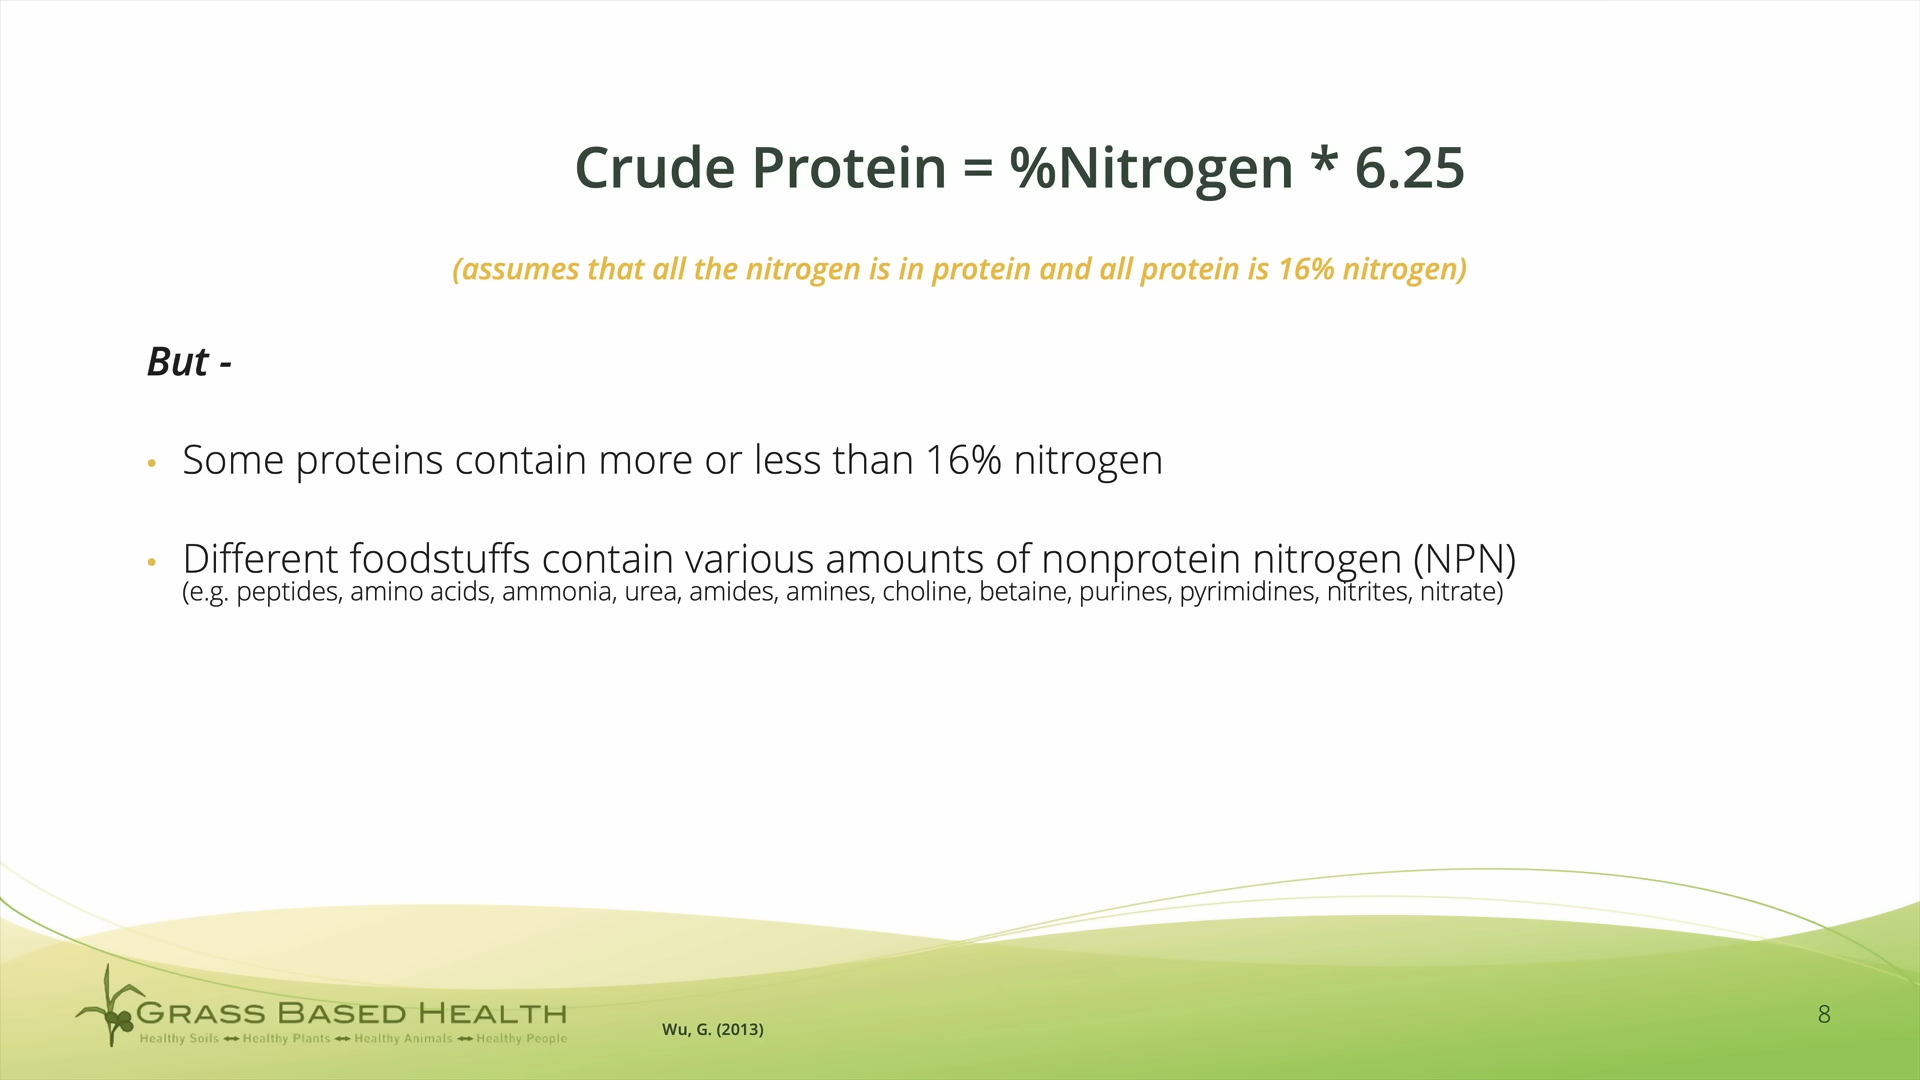 Crude Protein = %Nitrogen * 6.25
(assumes that all the nitrogen is in protein and all protein is 16% nitrogen)
But -
• Some proteins contain more or less than 16% nitrogen
• Different foodstuffs contain various amounts of nonprotein nitrogen (NPN)
(e.g. peptides, amino acids, ammonia, urea, amides, amines, choline, betaine, purines, pyrimidines, nitrites, nitrate)
GRASS BASED HEALTH
Healthy Soils ⬌ Healthy Plants ⬌ Healthy Animals ⬌ Healthy People
Wu, G. (2013)
8